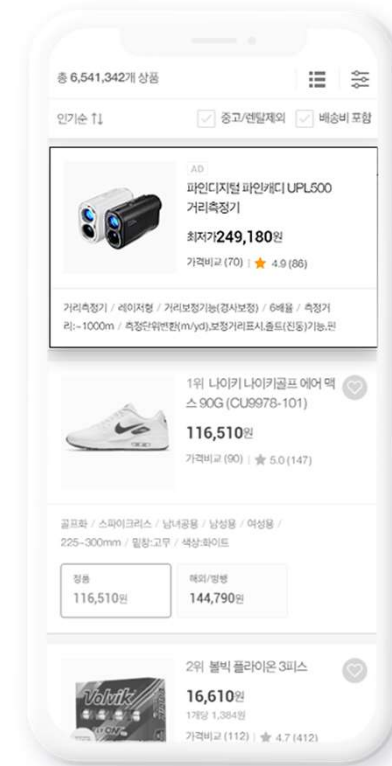 총 6,541,342개 상품
인기순 ↑↓
중고/렌탈제외
배송비 포함
AD
파인디지털 파인캐디 UPL500
거리측정기
최저가249,180원
가격비교 (70) | ★ 4.9 (86)
거리측정기 / 레이저형 / 거리보정기능(경사보정) / 6배율 / 측정거
리:~1000m / 측정단위변환(m/yd),보정거리표시,졸트(진동)기능,핀
1위 나이키 나이키골프 에어 맥
스 90G (CU9978-101)
116,510원
가격비교 (90) | ★ 5.0 (147)
골프화 / 스파이크리스 / 남녀공용 / 남성용 / 여성용 /
225~300mm / 밑창:고무 / 색상:화이트
정품
116,510원
해외/병행
144,790원
2위 볼빅 플라이온 3피스
16,610원
1개당 1,384원
가격비교 (112) | ★ 4.7 (412)
Volvik